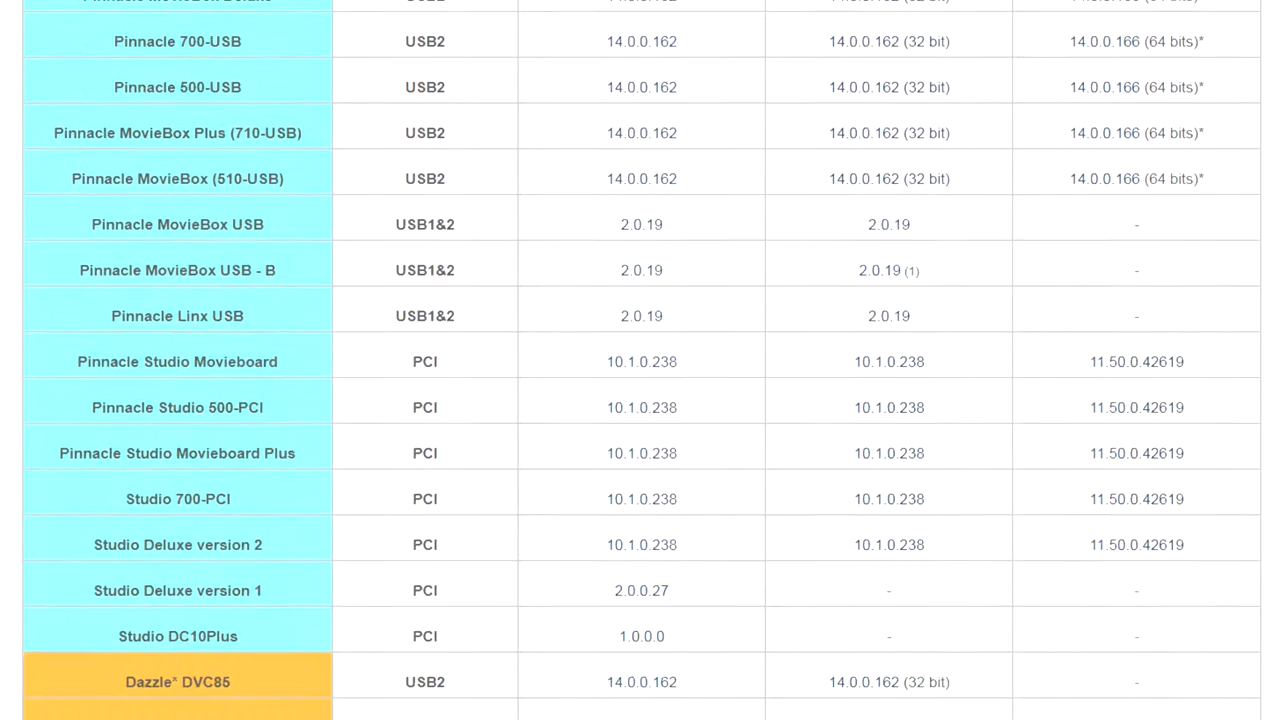 Pinnacle 700-USB USB2 14.0.0.162 14.0.0.162 (32 bit) 14.0.0.166 (64 bits)*
Pinnacle 500-USB USB2 14.0.0.162 14.0.0.162 (32 bit) 14.0.0.166 (64 bits)*
Pinnacle MovieBox Plus (710-USB) USB2 14.0.0.162 14.0.0.162 (32 bit) 14.0.0.166 (64 bits)*
Pinnacle MovieBox (510-USB) USB2 14.0.0.162 14.0.0.162 (32 bit) 14.0.0.166 (64 bits)*
Pinnacle MovieBox USB USB1&2 2.0.19 2.0.19 -
Pinnacle MovieBox USB - B USB1&2 2.0.19 2.0.19 (1) -
Pinnacle Linx USB USB1&2 2.0.19 2.0.19 -
Pinnacle Studio Movieboard PCI 10.1.0.238 10.1.0.238 11.50.0.42619
Pinnacle Studio 500-PCI PCI 10.1.0.238 10.1.0.238 11.50.0.42619
Pinnacle Studio Movieboard Plus PCI 10.1.0.238 10.1.0.238 11.50.0.42619
Studio 700-PCI PCI 10.1.0.238 10.1.0.238 11.50.0.42619
Studio Deluxe version 2 PCI 10.1.0.238 10.1.0.238 11.50.0.42619
Studio Deluxe version 1 PCI 2.0.0.27 - -
Studio DC10Plus PCI 1.0.0.0 - -
Dazzle* DVC85 USB2 14.0.0.162 14.0.0.162 (32 bit) -